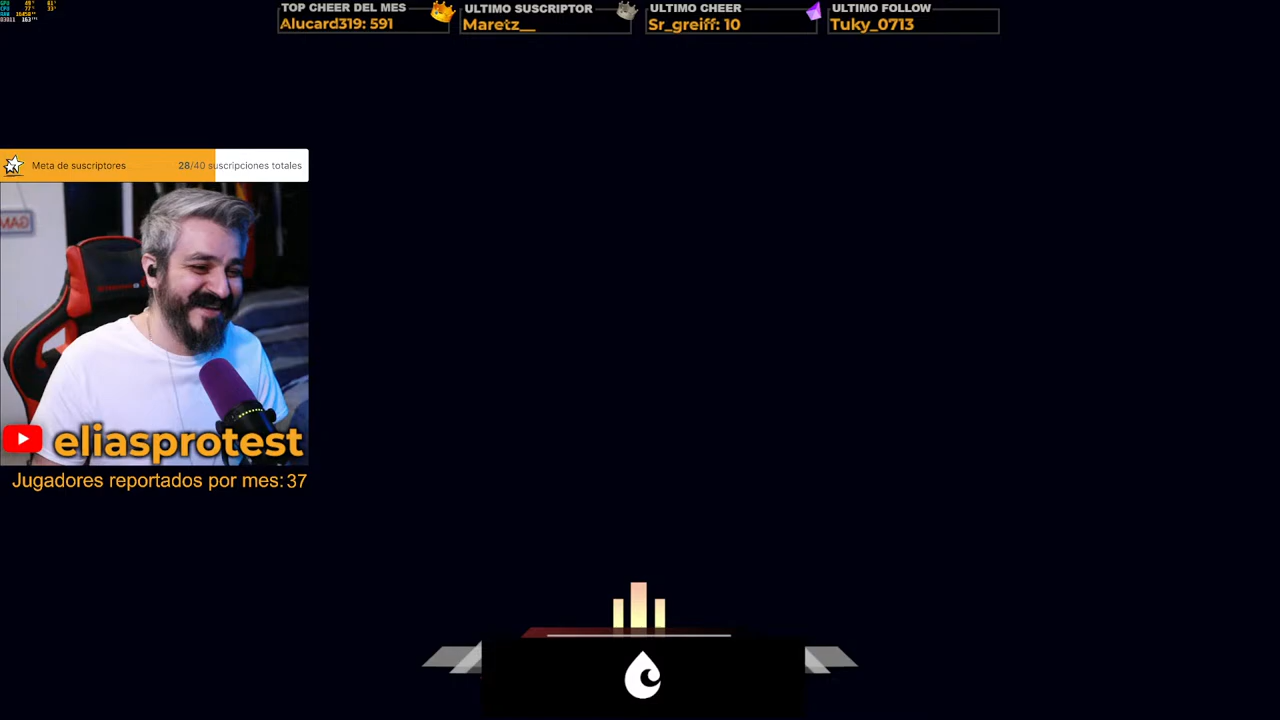 TOP CHEER DEL MES
Alucard319: 591
ULTIMO SUSCRIPTOR
Maretz__
ULTIMO CHEER
Sr_greiff: 10
ULTIMO FOLLOW
Tuky_0713
Meta de suscriptores
28/40 suscripciones totales
eliasprotest
Jugadores reportados por mes: 37